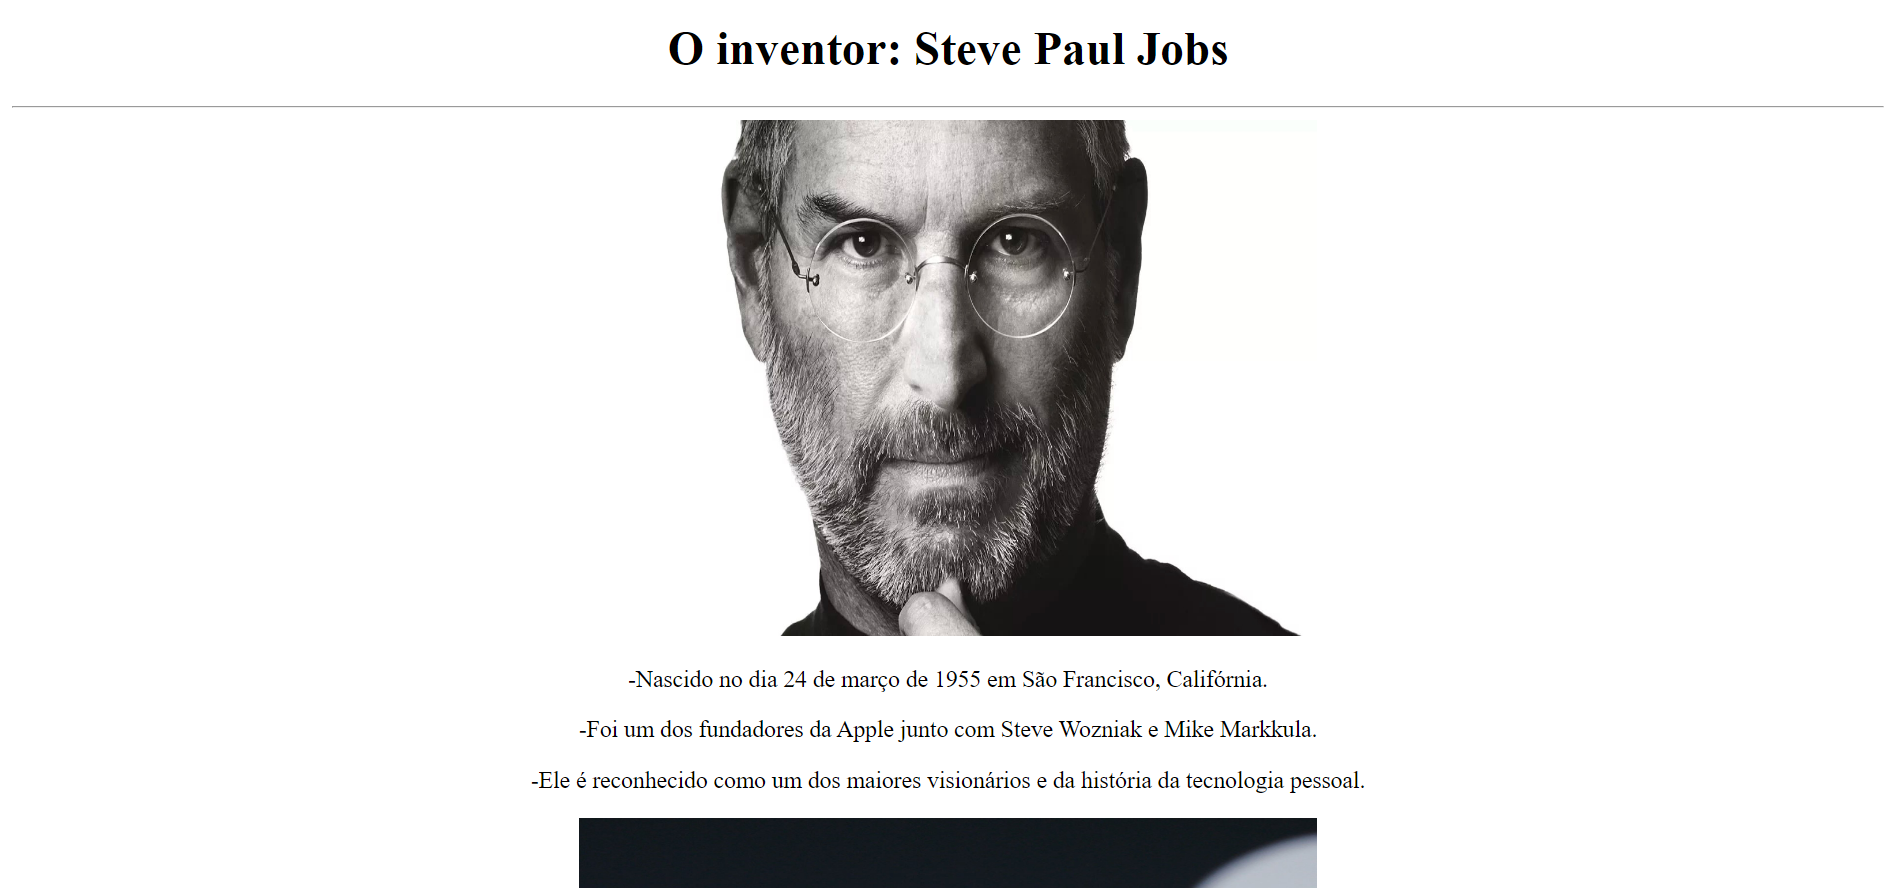 O inventor: Steve Paul Jobs
-Nascido no dia 24 de março de 1955 em São Francisco, Califórnia.
-Foi um dos fundadores da Apple junto com Steve Wozniak e Mike Markkula.
-Ele é reconhecido como um dos maiores visionários e da história da tecnologia pessoal.